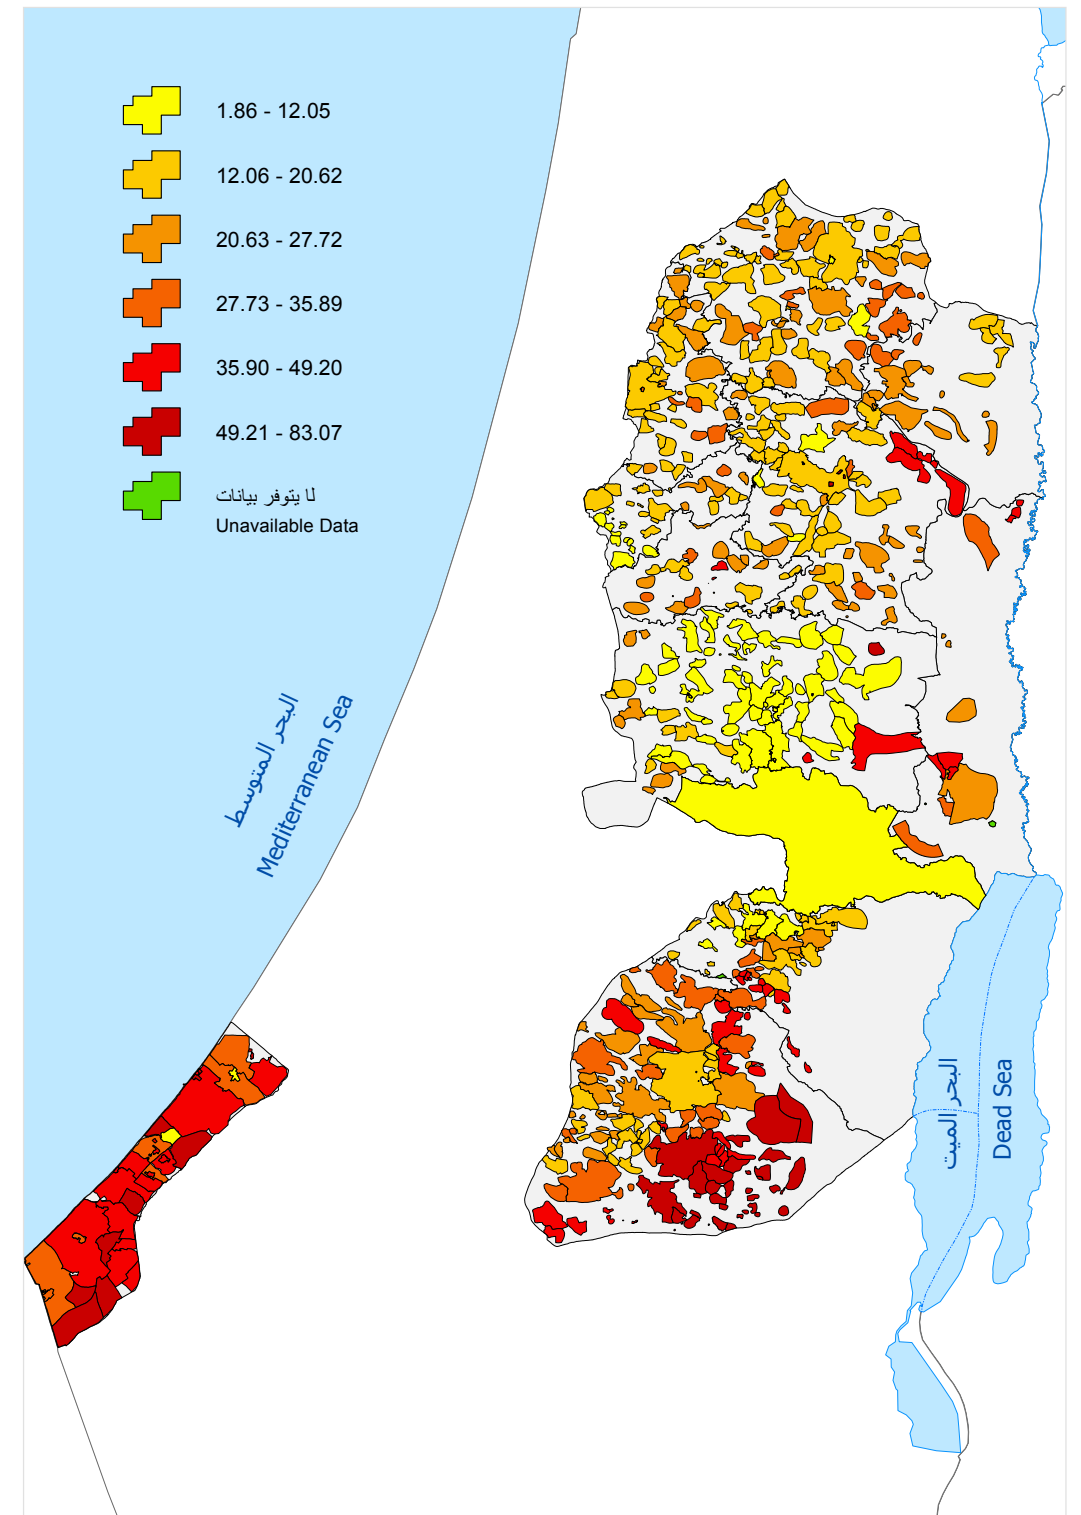 1.86 - 12.05
12.06 - 20.62
20.63 - 27.72
27.73 - 35.89
35.90 - 49.20
49.21 - 83.07
لا يتوفر بيانات
Unavailable Data
البحر المتوسط
Mediterranean Sea
البحر الميت
Dead Sea